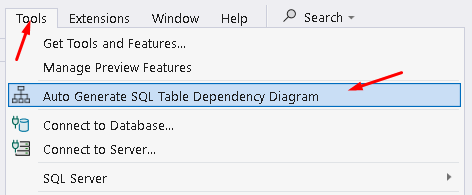 Tools Extensions Window Help Search
Get Tools and Features...
Manage Preview Features
Auto Generate SQL Table Dependency Diagram
Connect to Database...
Connect to Server...
SQL Server